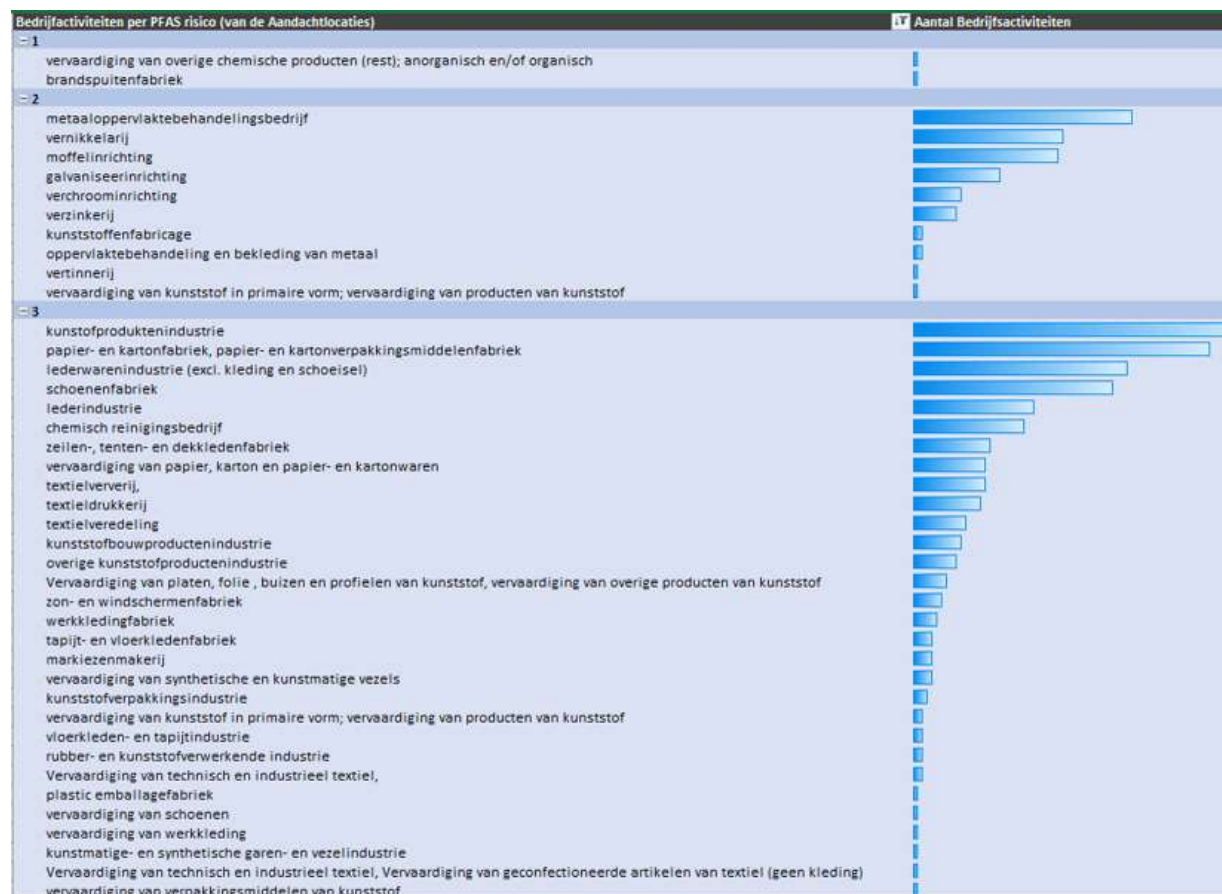 Bedrijfactiviteiten per PFAS risico (van de Aandachtlocaties) Aantal Bedrijfsactiviteiten
1
vervaardiging van overige chemische producten (rest); anorganisch en/of organisch
brandspuitenfabriek
2
metaaloppervlaktebehandelingsbedrijf
vernikkelarij
moffelinrichting
galvaniseerinrichting
verchroominrichting
verzinkerij
kunststoffenfabricage
oppervlaktebehandeling en bekleding van metaal
vertinnerij
vervaardiging van kunststof in primaire vorm; vervaardiging van producten van kunststof
3
kunstofproduktenindustrie
papier- en kartonfabriek, papier- en kartonverpakkingsmiddelenfabriek
lederwarenindustrie (excl. kleding en schoeisel)
schoenenfabriek
lederindustrie
chemisch reinigingsbedrijf
zeilen-, tenten- en dekkledenfabriek
vervaardiging van papier, karton en papier- en kartonwaren
textielververij,
textieldrukkerij
textielveredeling
kunststofbouwproductenindustrie
overige kunststofproductenindustrie
Vervaardiging van platen, folie , buizen en profielen van kunststof, vervaardiging van overige producten van kunststof
zon- en windschermenfabriek
werkkledingfabriek
tapijt- en vloerkledenfabriek
markiezenmakerij
vervaardiging van synthetische en kunstmatige vezels
kunststofverpakkingsindustrie
vervaardiging van kunststof in primaire vorm; vervaardiging van producten van kunststof
vloerkleden- en tapijtindustrie
rubber- en kunststofverwerkende industrie
Vervaardiging van technisch en industrieel textiel,
plastic emballagefabriek
vervaardiging van schoenen
vervaardiging van werkkleding
kunstmatige- en synthetische garen- en vezelindustrie
Vervaardiging van technisch en industrieel textiel, Vervaardiging van geconfectioneerde artikelen van textiel (geen kleding)
vervaardiging van verpakkingsmiddelen van kunststof